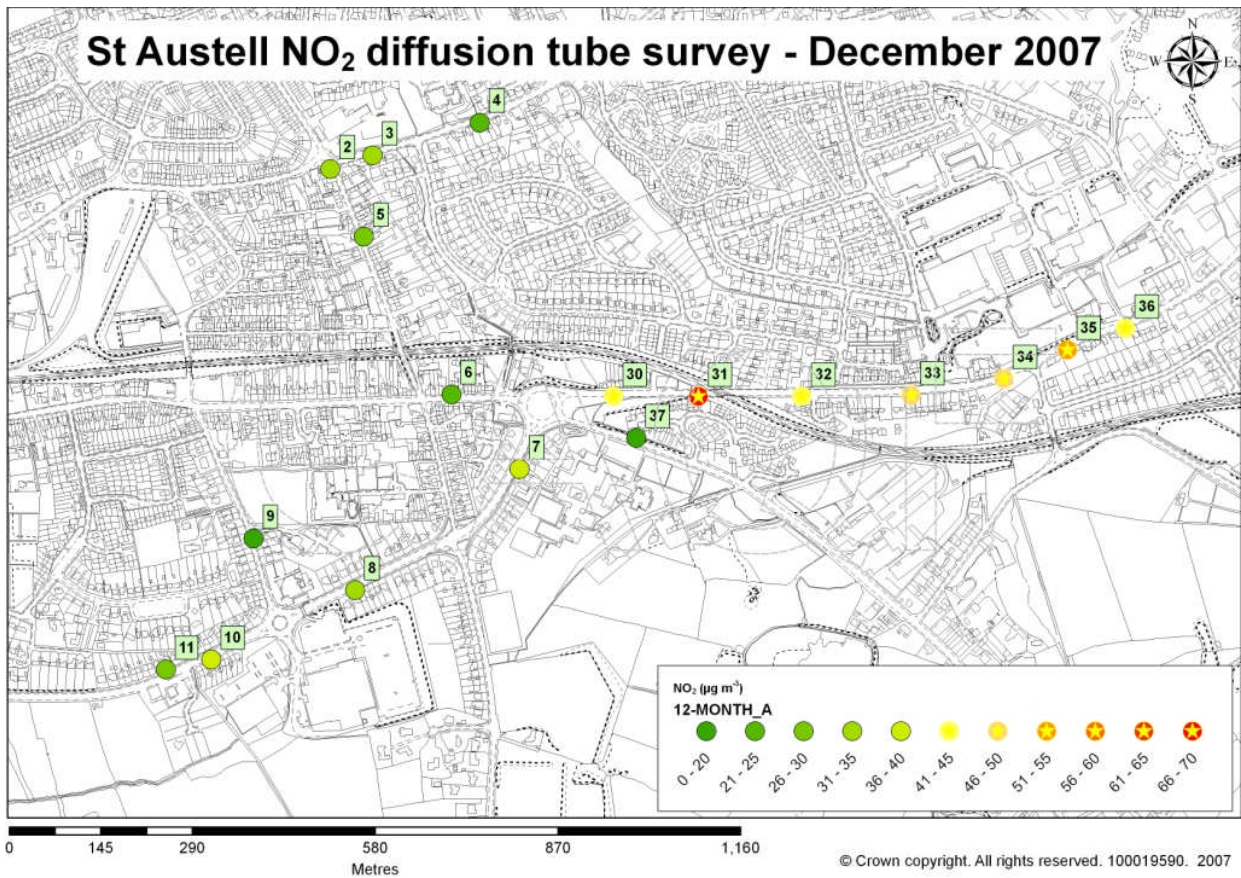 St Austell NO₂ diffusion tube survey - December 2007
N
W
E
S
4
3
2
5
36
35
34
6
30
31
32
33
37
7
9
8
11
10
NO₂ (µg m⁻³)
12-MONTH_A
0 - 20
21 - 25
26 - 30
31 - 35
36 - 40
41 - 45
46 - 50
51 - 55
56 - 60
61 - 65
66 - 70
0 145 290 580 870 1,160
Metres
© Crown copyright. All rights reserved. 100019590. 2007